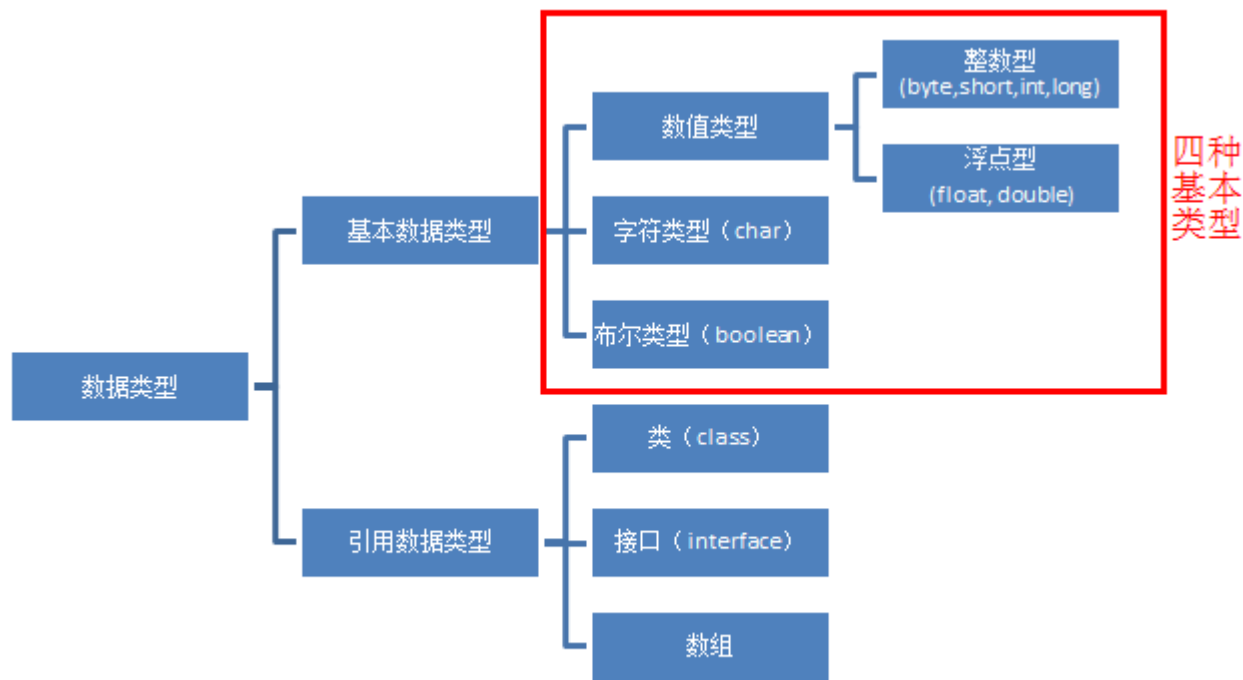 整数型
(byte,short,int,long)
数值类型
浮点型
(float, double)
四种
基本
类型
基本数据类型
字符类型（char）
布尔类型（boolean）
数据类型
类（class）
引用数据类型
接口（interface）
数组